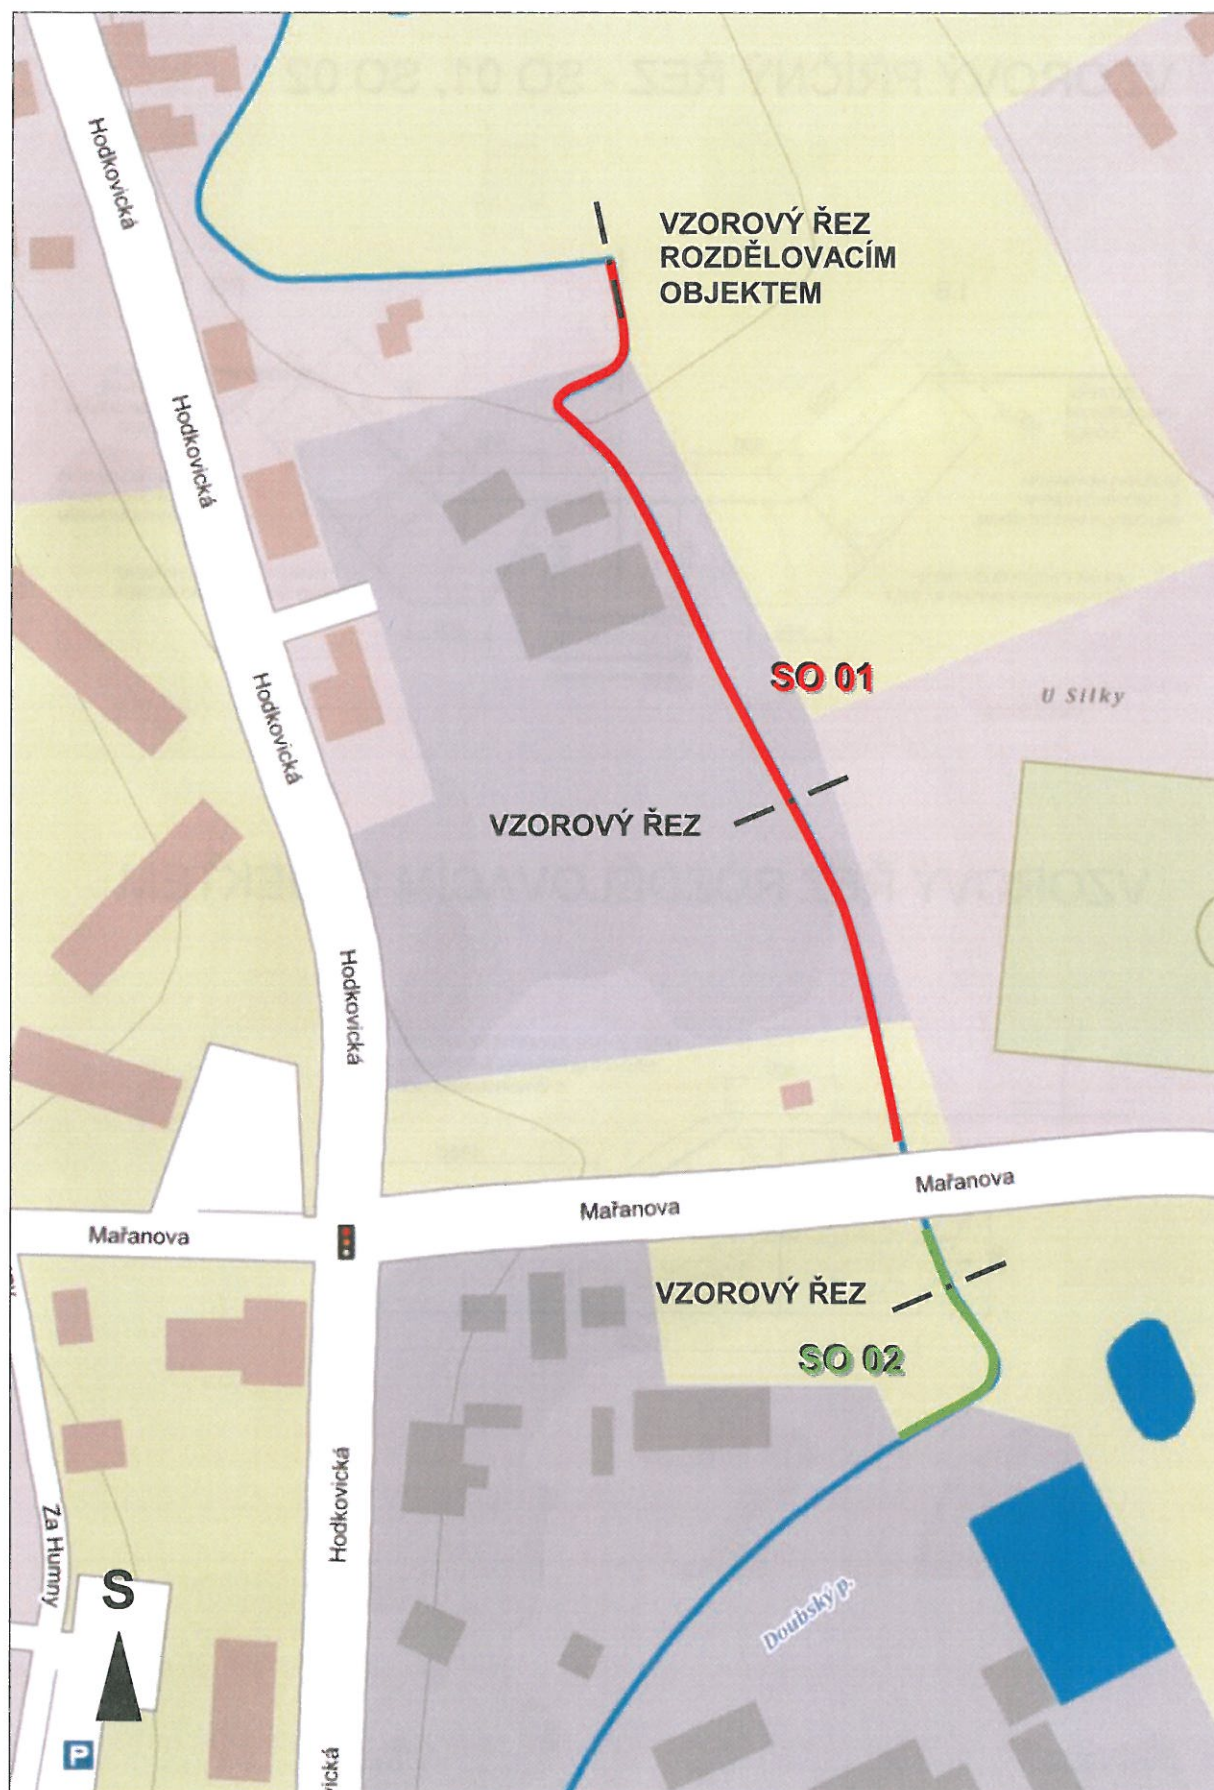 Hodkovická
VZOROVÝ ŘEZ
ROZDĚLOVACÍM
OBJEKTEM
Hodkovická
SO 01
U Silky
Hodkovická
VZOROVÝ ŘEZ
Hodkovická
Mařanova
Mařanova
Mařanova
VZOROVÝ ŘEZ
SO 02
Hodkovická
Za Humny
S
Doubský p.
P